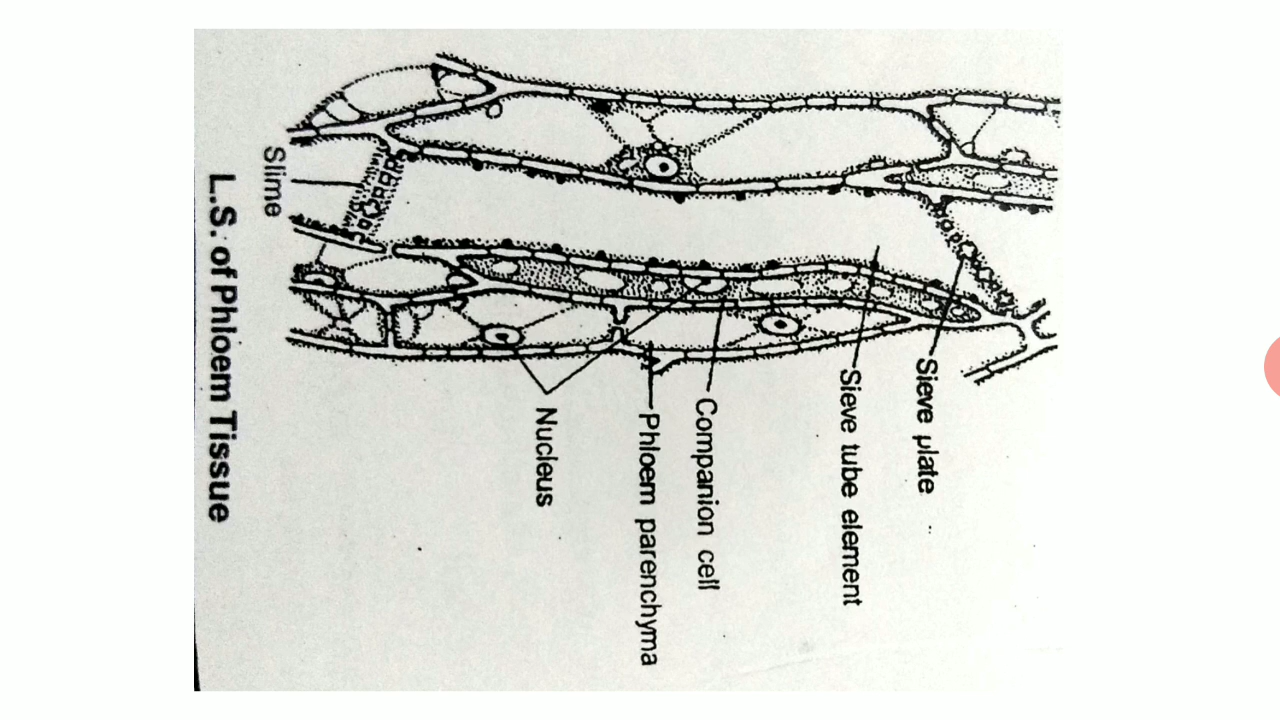 Sieve plate
Sieve tube element
Companion cell
Phloem parenchyma
Nucleus
Slime
L.S. of Phloem Tissue